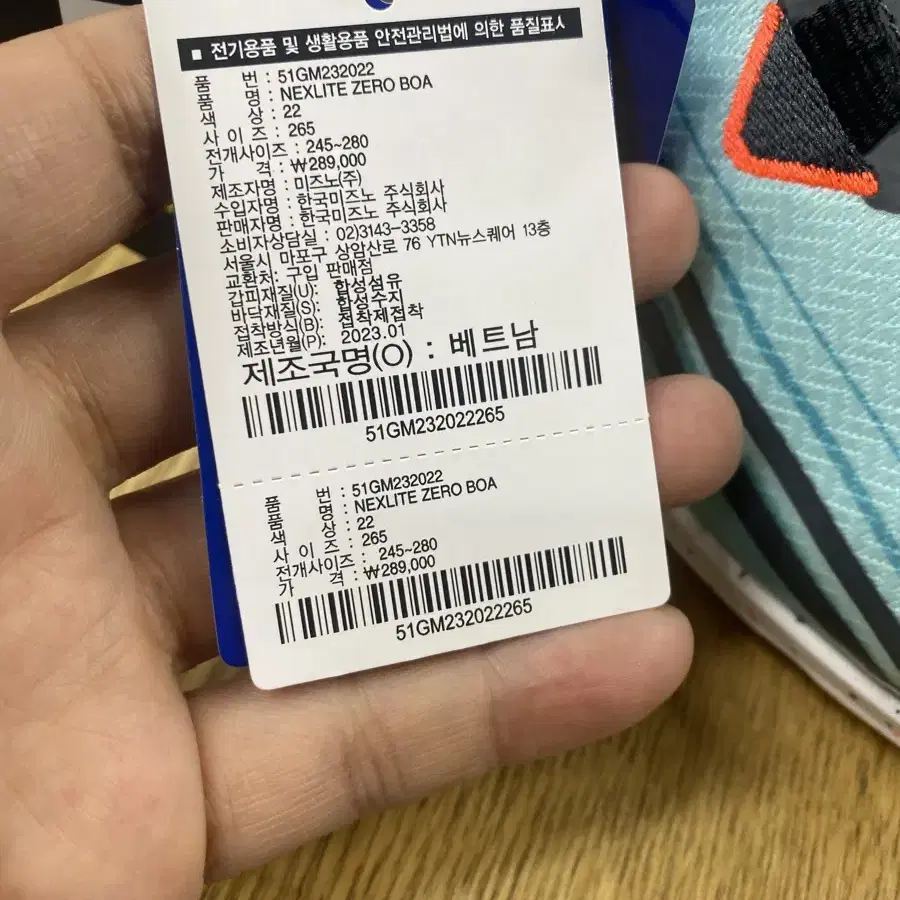 ■ 전기용품 및 생활용품 안전관리법에 의한 품질표시
품 번 : 51GM232022
품 명 : NEXLITE ZERO BOA
색 상 : 22
사 이 즈 : 265
전개사이즈 : 245~280
가 격 : ₩289,000
제조자명 : 미즈노(주)
수입자명 : 한국미즈노 주식회사
판매자명 : 한국미즈노 주식회사
소비자상담실 : 02)3143-3358
서울시 마포구 상암산로 76 YTN뉴스퀘어 13층
교환처: 구입 판매점
갑피재질(U): 합성섬유
바닥재질(S): 합성수지
접착방식(B): 접착제접착
제조년월(P): 2023.01
제조국명(O) : 베트남
51GM232022265
품 번 : 51GM232022
품 명 : NEXLITE ZERO BOA
색 상 : 22
사 이 즈 : 265
전개사이즈 : 245~280
가 격 : ₩289,000
51GM232022265